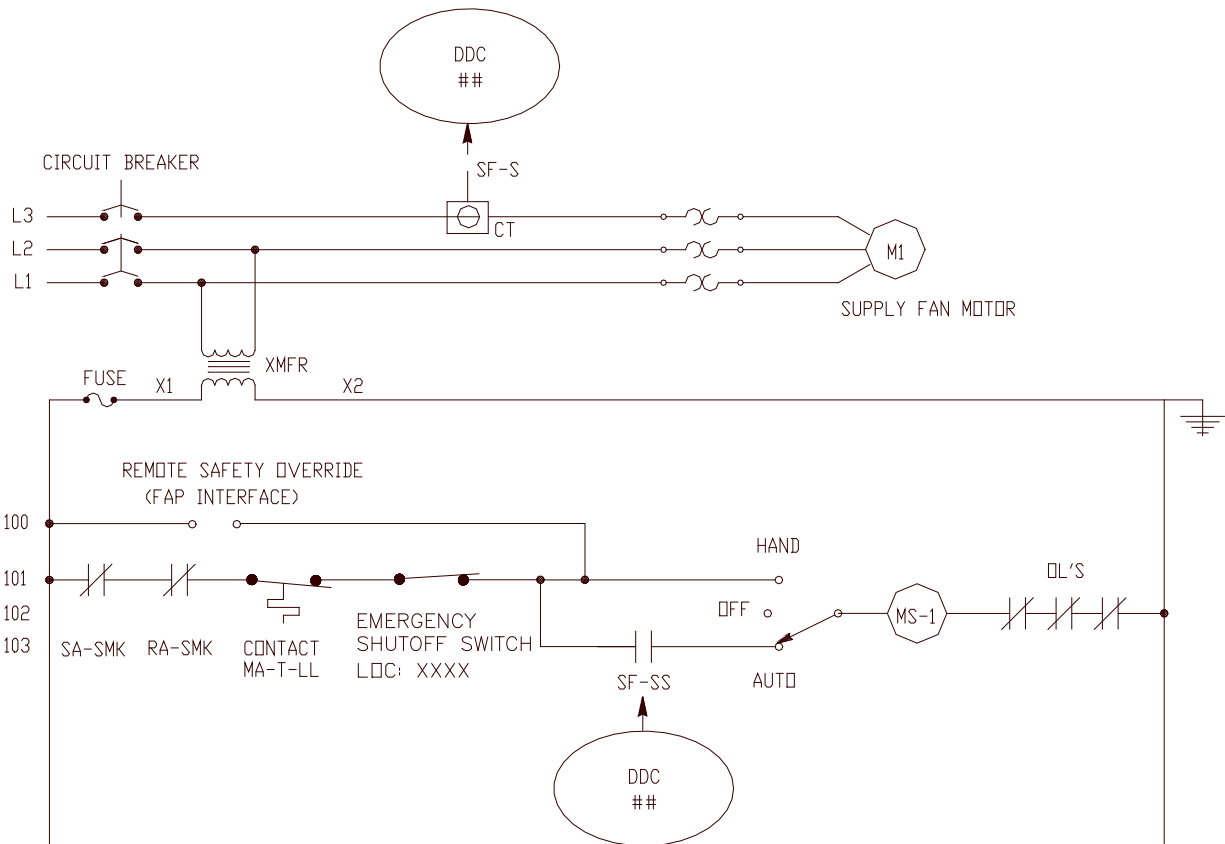 DDC
##
CIRCUIT BREAKER
SF-S
L3
CT
L2
M1
L1
SUPPLY FAN MOTOR
XMFR
FUSE
X1
X2
REMOTE SAFETY OVERRIDE
(FAP INTERFACE)
100
HAND
101
OL'S
102
OFF
MS-1
EMERGENCY
SHUTOFF SWITCH
LOC: XXXX
103
SA-SMK
RA-SMK
CONTACT
MA-T-LL
SF-SS
AUTO
DDC
##